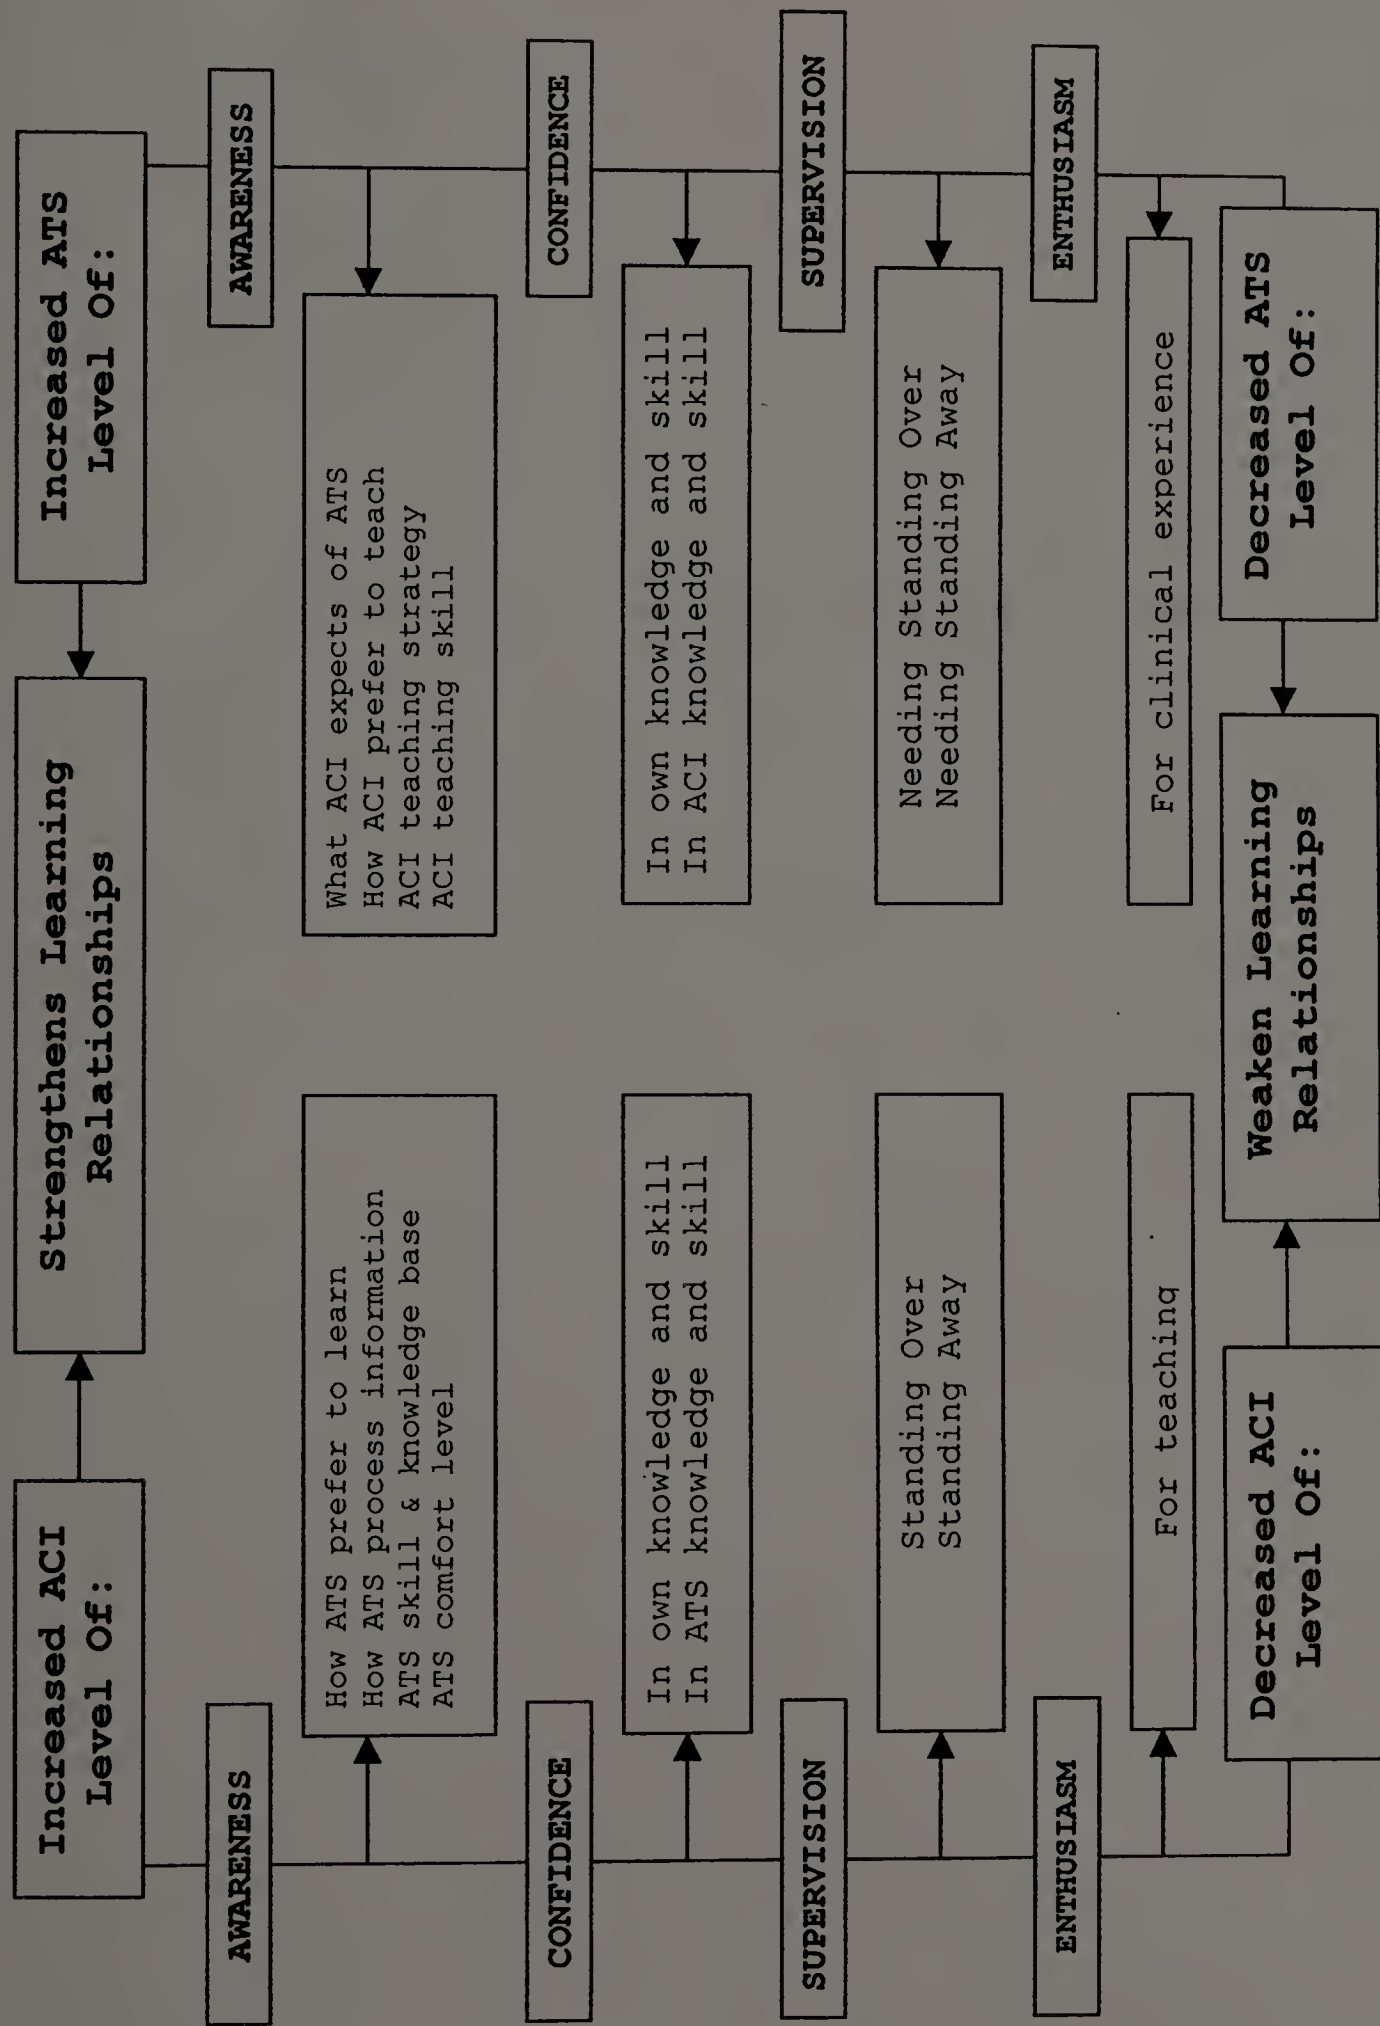 Increased ACI
Level Of:
Strengthens Learning
Relationships
Increased ATS
Level Of:
AWARENESS
AWARENESS
How ATS prefer to learn
How ATS process information
ATS skill & knowledge base
ATS comfort level
What ACI expects of ATS
How ACI prefer to teach
ACI teaching strategy
ACI teaching skill
CONFIDENCE
CONFIDENCE
In own knowledge and skill
In ATS knowledge and skill
In own knowledge and skill
In ACI knowledge and skill
SUPERVISION
SUPERVISION
Standing Over
Standing Away
Needing Standing Over
Needing Standing Away
ENTHUSIASM
ENTHUSIASM
For teaching
For clinical experience
Decreased ACI
Level Of:
Weaken Learning
Relationships
Decreased ATS
Level Of: